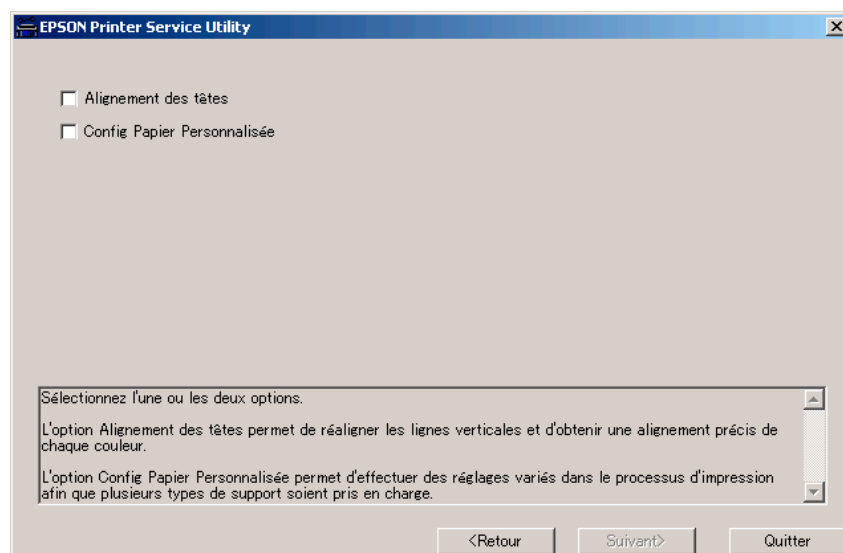 EPSON Printer Service Utility
Alignement des têtes
Config Papier Personnalisée
Sélectionnez l'une ou les deux options.
L'option Alignement des têtes permet de réaligner les lignes verticales et d'obtenir une alignement précis de
chaque couleur.
L'option Config Papier Personnalisée permet d'effectuer des réglages variés dans le processus d'impression
afin que plusieurs types de support soient pris en charge.
<Retour
Suivant>
Quitter